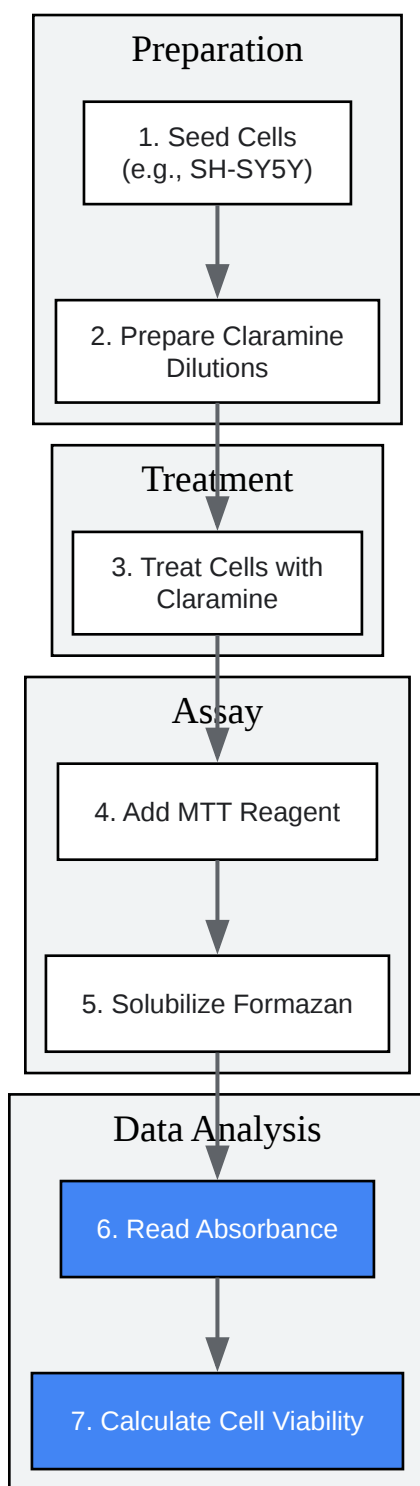 Preparation
1. Seed Cells
(e.g., SH-SY5Y)
2. Prepare Claramine
Dilutions
Treatment
3. Treat Cells with
Claramine
Assay
4. Add MTT Reagent
5. Solubilize Formazan
Data Analysis
6. Read Absorbance
7. Calculate Cell Viability